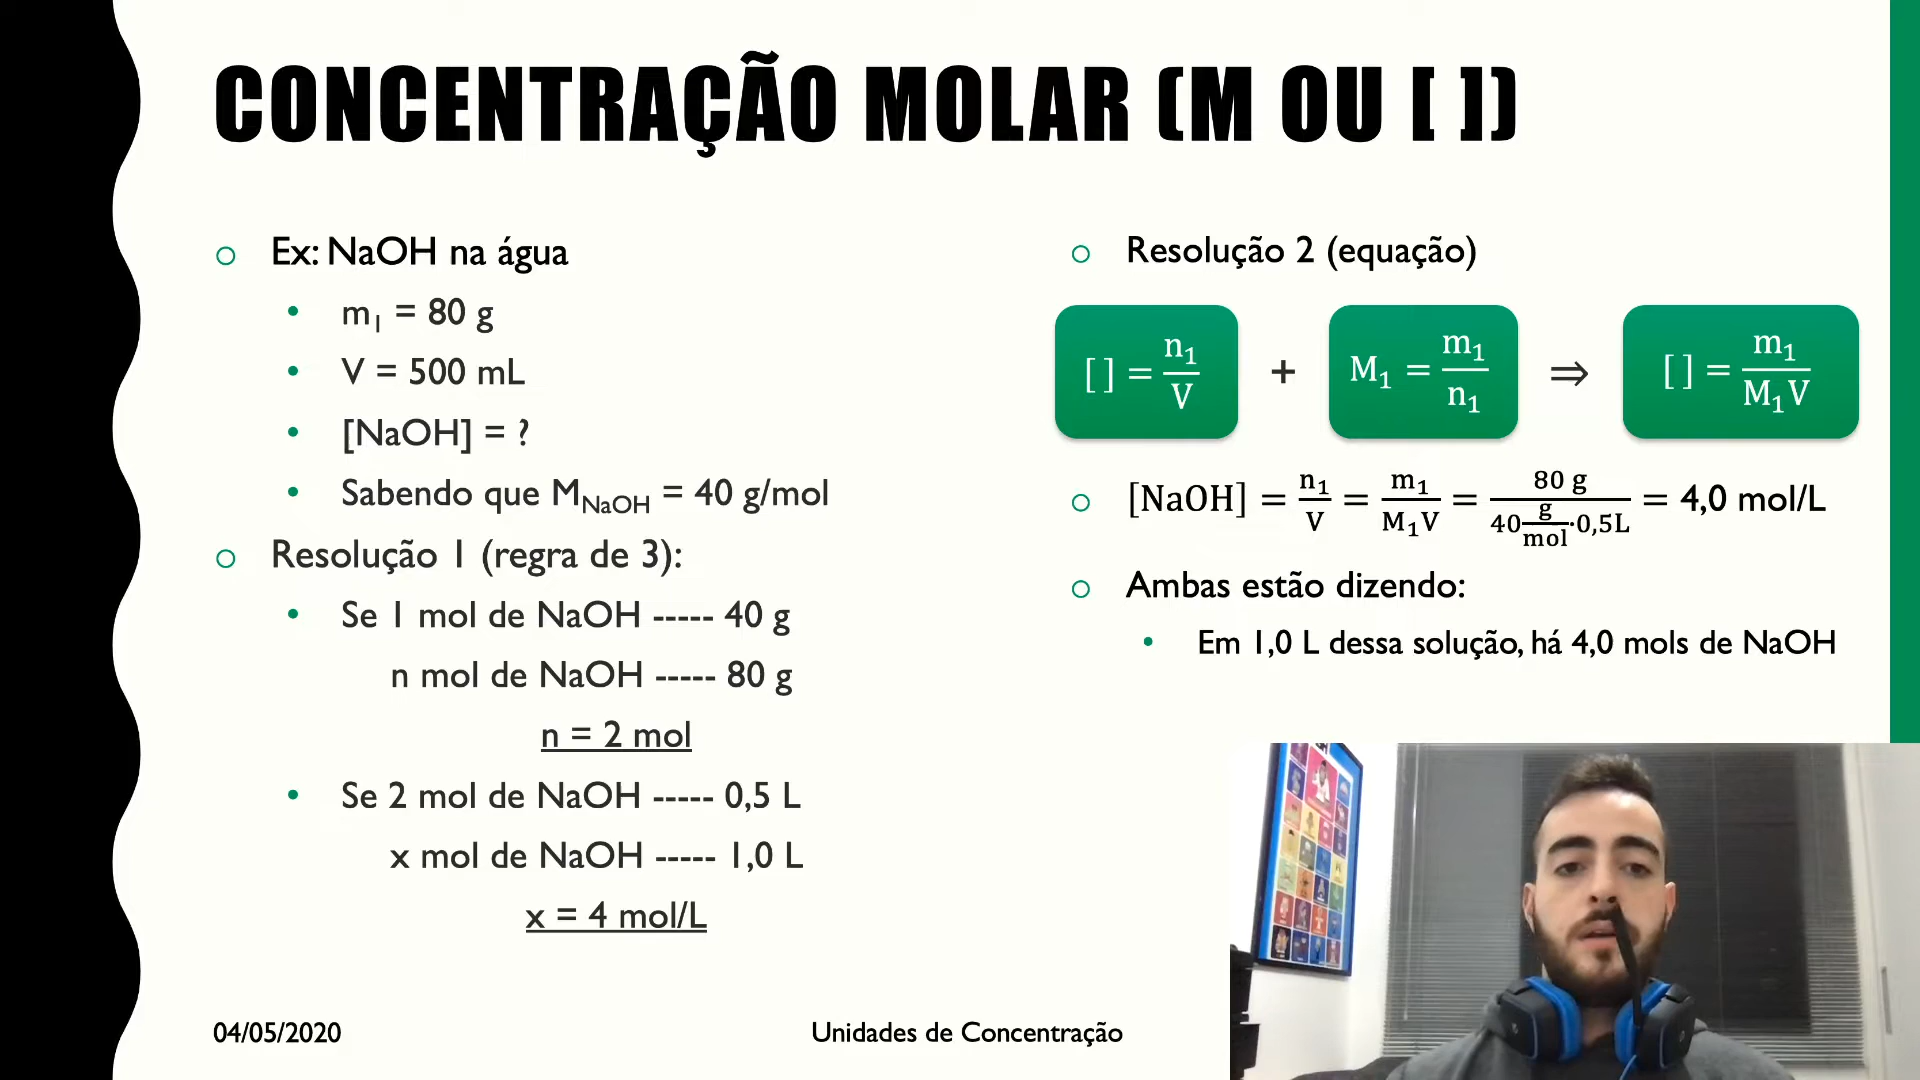 CONCENTRAÇÃO MOLAR (M OU [ ])
Ex: NaOH na água
m₁ = 80 g
V = 500 mL
[NaOH] = ?
Sabendo que M_NaOH = 40 g/mol
Resolução 1 (regra de 3):
Se 1 mol de NaOH ----- 40 g
n mol de NaOH ----- 80 g
n = 2 mol
Se 2 mol de NaOH ----- 0,5 L
x mol de NaOH ----- 1,0 L
x = 4 mol/L
Resolução 2 (equação)
[ ] = n₁/V + M₁ = m₁/n₁ ⇒ [ ] = m₁/M₁V
[NaOH] = n₁/V = m₁/M₁V = 80 g/(40 g/mol · 0,5L) = 4,0 mol/L
Ambas estão dizendo:
Em 1,0 L dessa solução, há 4,0 mols de NaOH
04/05/2020
Unidades de Concentração